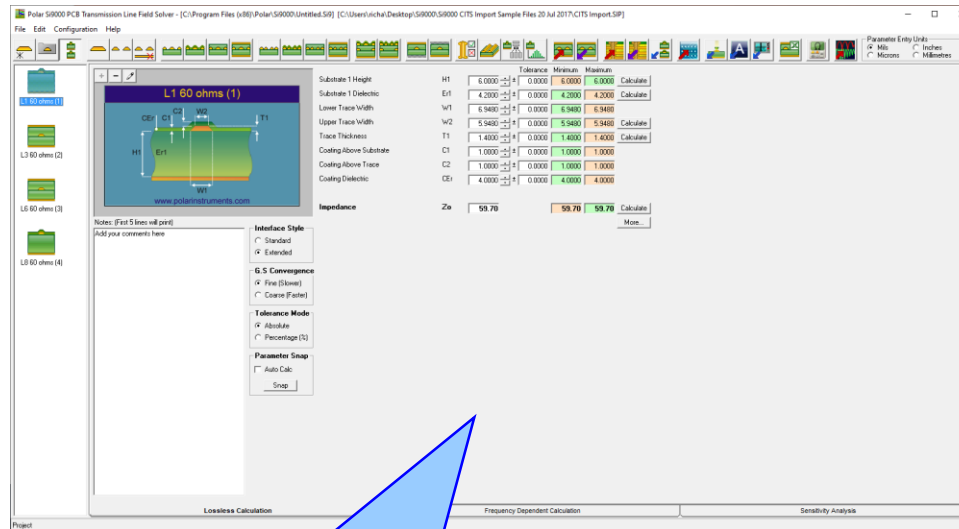 Polar Si9000 PCB Transmission Line Field Solver - [C:\Program Files (x86)\Polar\Si9000\Untitled.Si9] [C:\Users\richa\Desktop\Si9000\Si9000 CITS Import Sample Files 20 Jul 2017\CITS Import.SIP]
File Edit Configuration Help
Parameter Entry Units
Mils Inches
Microns Millimetres
L1 60 ohms (1)
L3 60 ohms (2)
L6 60 ohms (3)
L8 60 ohms (4)
L1 60 ohms (1)
CEr C1 C2 W2 T1
H1 Er1
W1
www.polarinstruments.com
Notes: (First 5 lines will print)
Add your comments here
Interface Style
Standard
Extended
G.S Convergence
Fine (Slower)
Coarse (Faster)
Tolerance Mode
Absolute
Percentage (%)
Parameter Snap
Auto Calc
Snap
Tolerance Minimum Maximum
Substrate 1 Height H1 6.0000 ± 0.0000 6.0000 6.0000 Calculate
Substrate 1 Dielectric Er1 4.2000 ± 0.0000 4.2000 4.2000 Calculate
Lower Trace Width W1 6.9480 ± 0.0000 6.9480 6.9480
Upper Trace Width W2 5.9480 ± 0.0000 5.9480 5.9480 Calculate
Trace Thickness T1 1.4000 ± 0.0000 1.4000 1.4000 Calculate
Coating Above Substrate C1 1.0000 ± 0.0000 1.0000 1.0000
Coating Above Trace C2 1.0000 ± 0.0000 1.0000 1.0000
Coating Dielectric CEr 4.0000 ± 0.0000 4.0000 4.0000
Impedance Zo 59.70 59.70 59.70 Calculate
More...
Lossless Calculation Frequency Dependent Calculation Sensitivity Analysis
Project